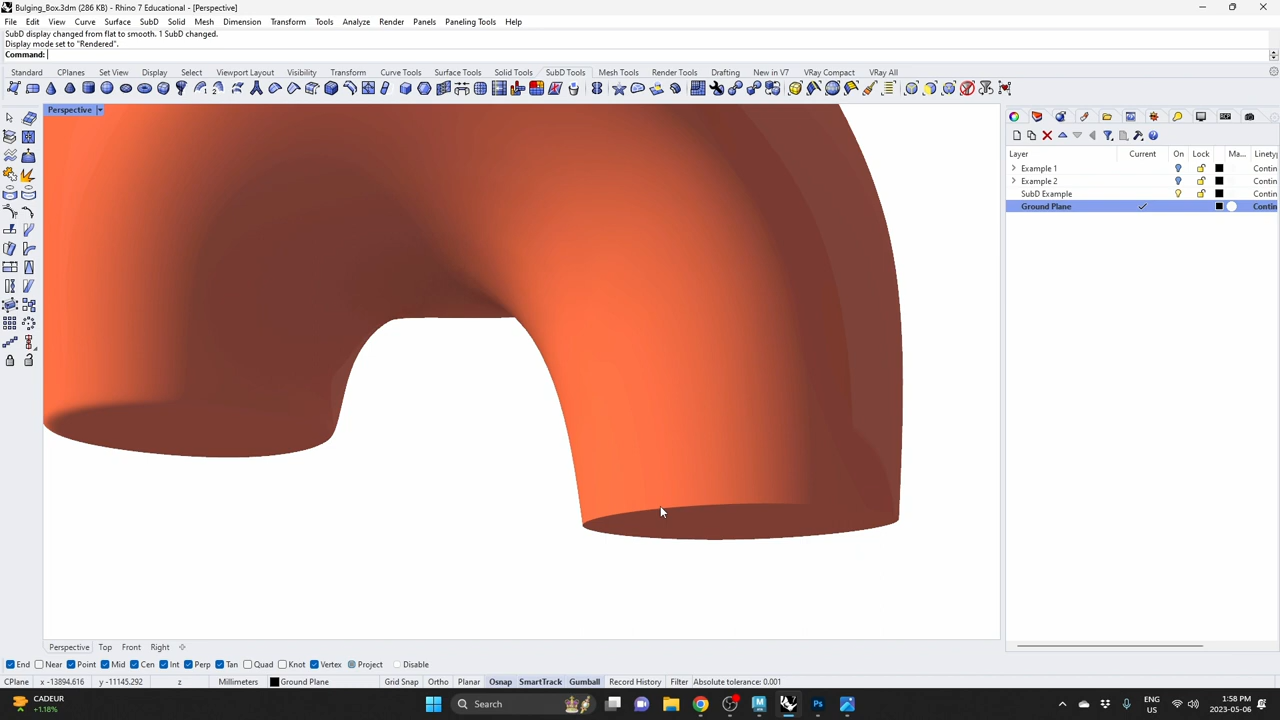 Bulging_Box.3dm (286 KB) - Rhino 7 Educational - [Perspective]
File Edit View Curve Surface SubD Solid Mesh Dimension Transform Tools Analyze Render Panels Paneling Tools Help
SubD display changed from flat to smooth. 1 SubD changed.
Display mode set to "Rendered".
Command:
Standard CPlanes Set View Display Select Viewport Layout Visibility Transform Curve Tools Surface Tools Solid Tools SubD Tools Mesh Tools Render Tools Drafting New in V7 VRay Compact VRay All
Perspective
Layer Current On Lock Ma... Linety
Example 1 Contin
Example 2 Contin
SubD Example Contin
Ground Plane Contin
Perspective Top Front Right
End Near Point Mid Cen Int Perp Tan Quad Knot Vertex Project Disable
CPlane x -13894.616 y -11145.292 z Millimeters Ground Plane Grid Snap Ortho Planar Osnap SmartTrack Gumball Record History Filter Absolute tolerance: 0.001
CADEUR
+1.18%
Search
ENG
US
1:58 PM
2023-05-06